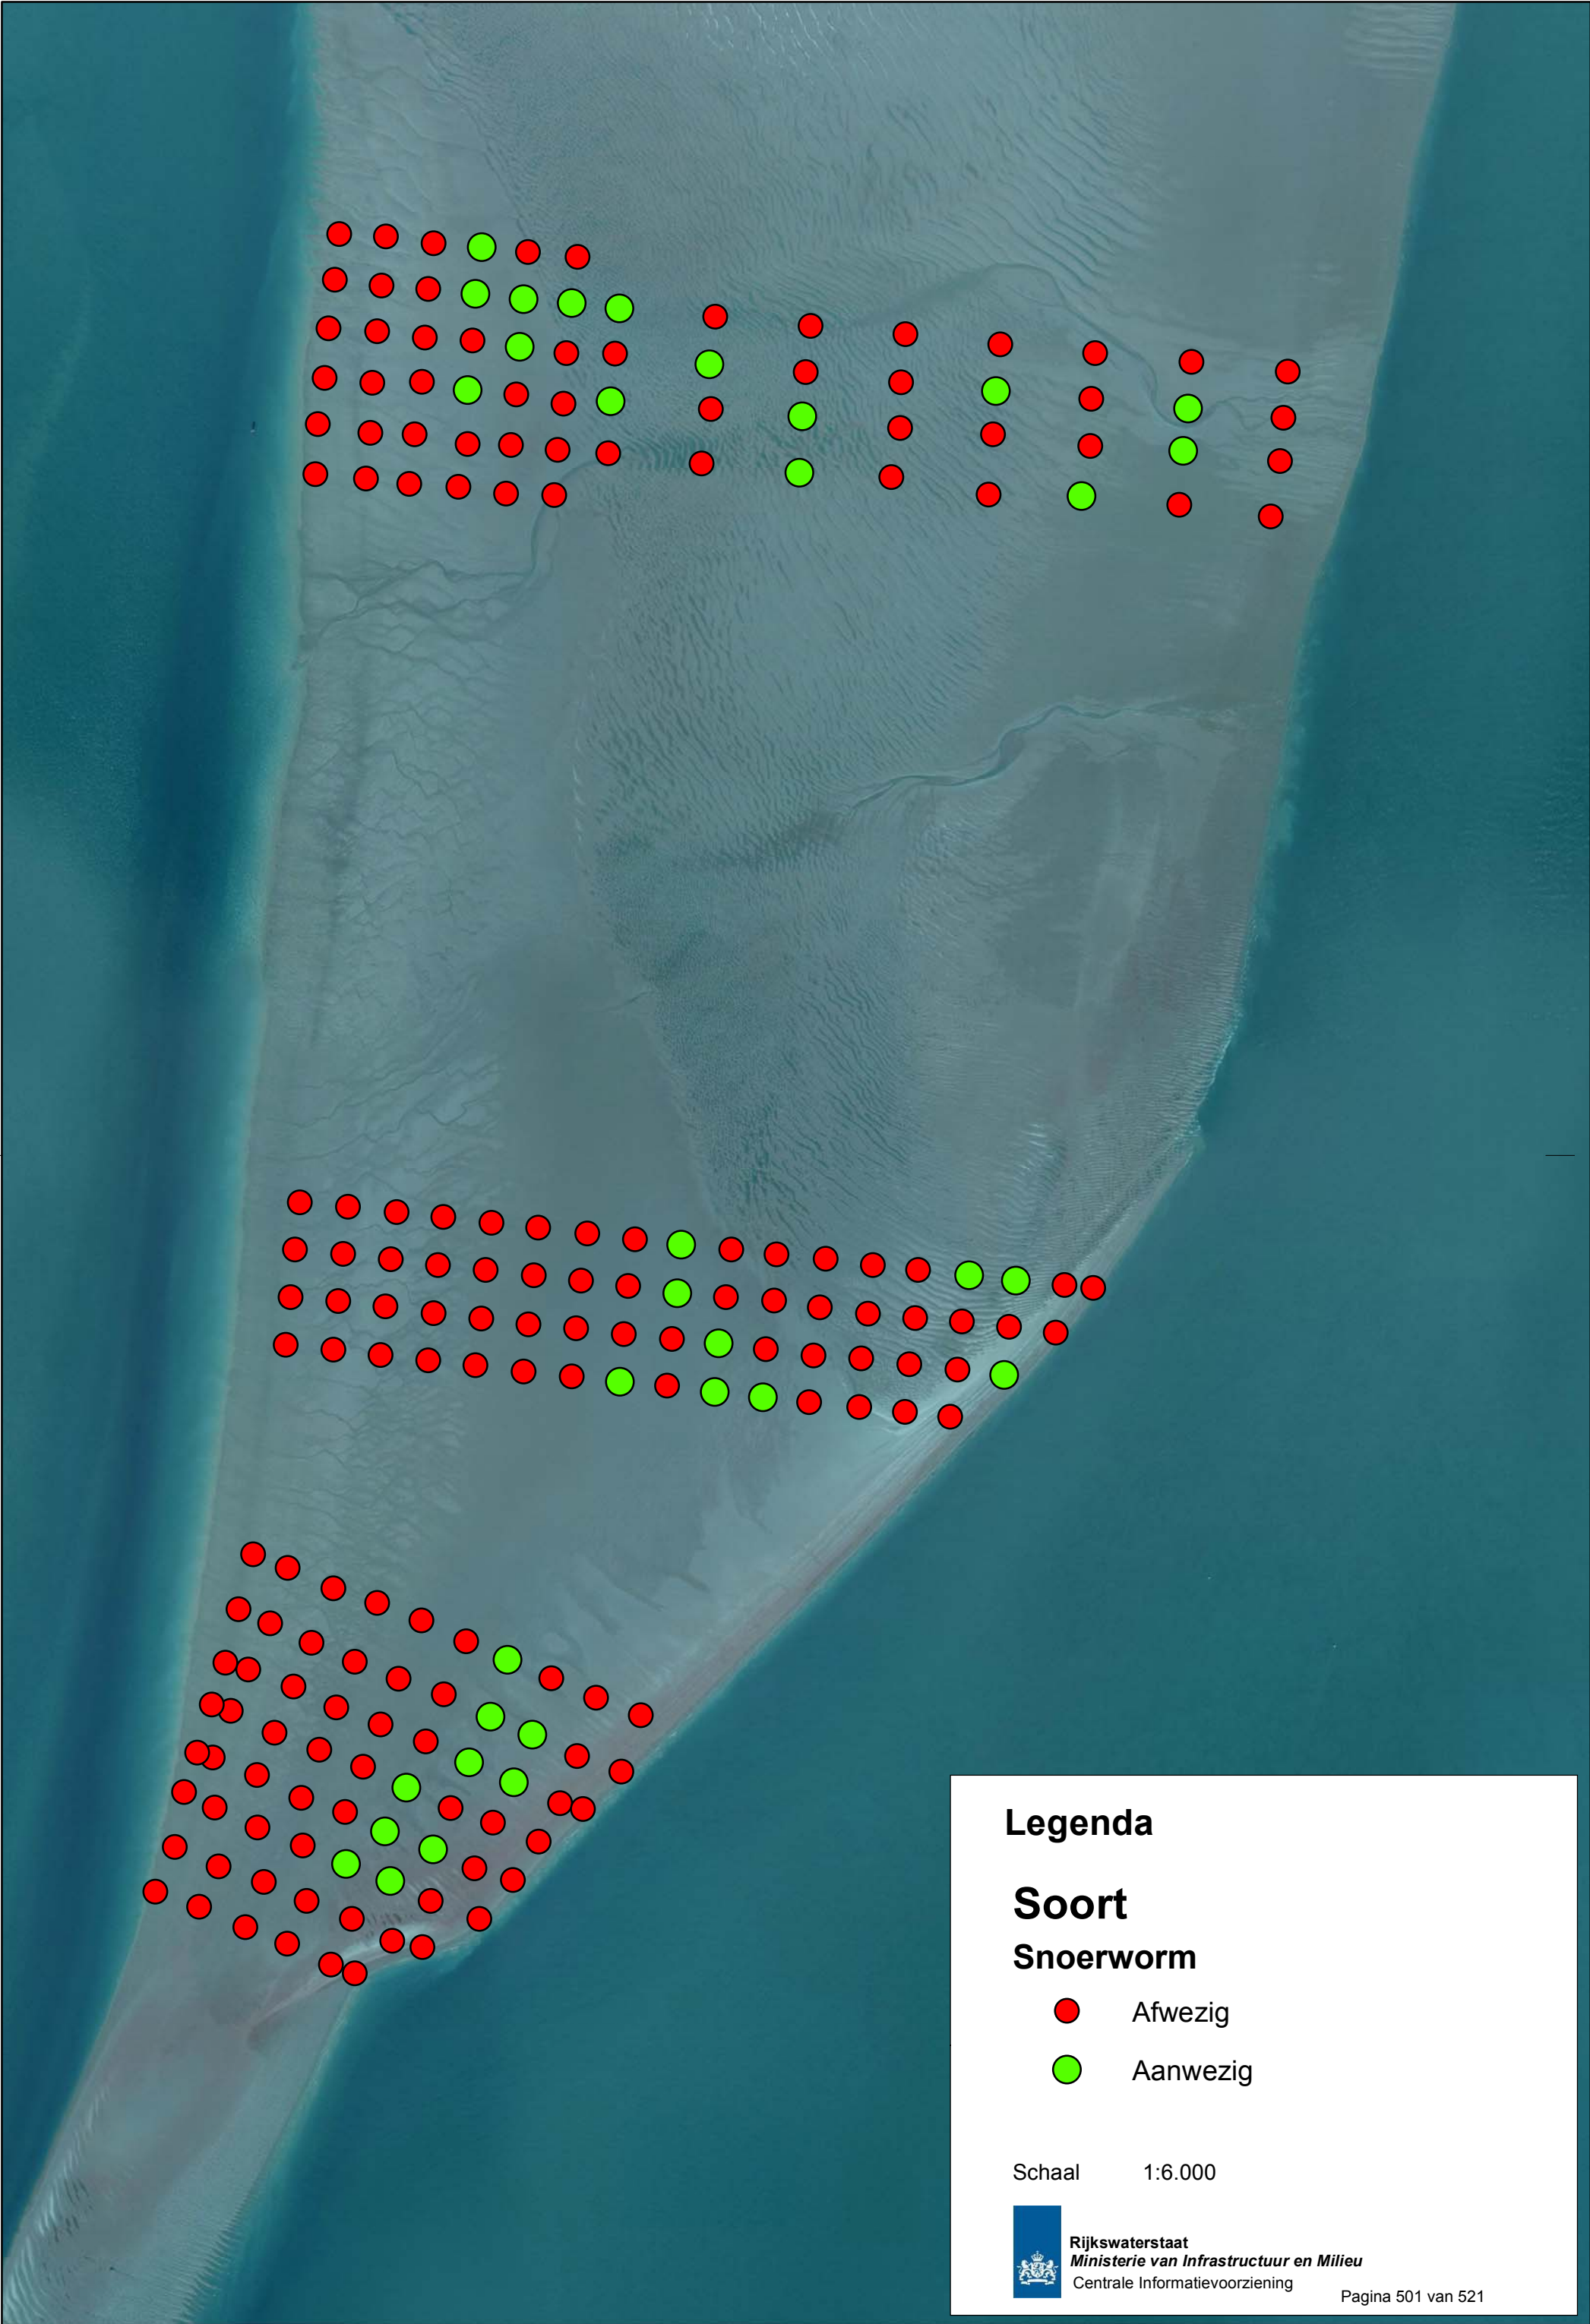 Legenda
Soort
Snoerworm
Afwezig
Aanwezig
Schaal 1:6.000
Rijkswaterstaat
Ministerie van Infrastructuur en Milieu
Centrale Informatievoorziening
Pagina 501 van 521